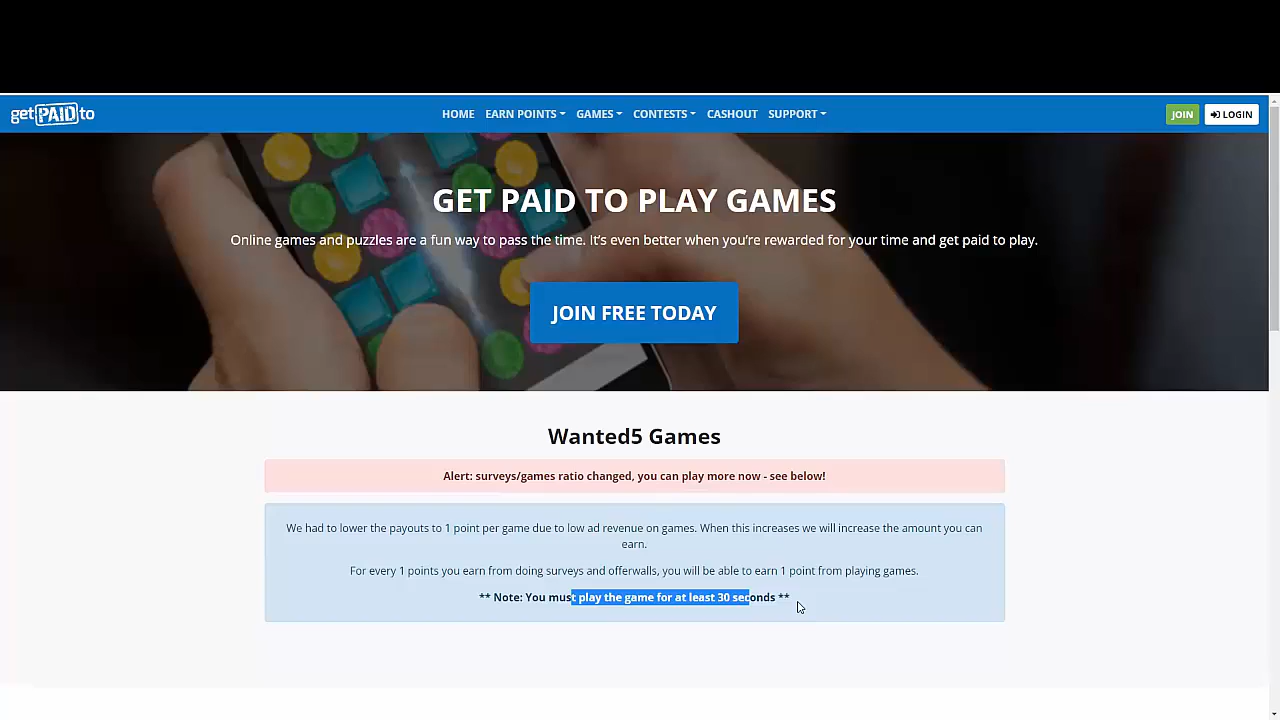 getPAIDto
HOME EARN POINTS GAMES CONTESTS CASHOUT SUPPORT JOIN LOGIN
GET PAID TO PLAY GAMES
Online games and puzzles are a fun way to pass the time. It's even better when you're rewarded for your time and get paid to play.
JOIN FREE TODAY
Wanted5 Games
Alert: surveys/games ratio changed, you can play more now - see below!
We had to lower the payouts to 1 point per game due to low ad revenue on games. When this increases we will increase the amount you can
earn.
For every 1 points you earn from doing surveys and offerwalls, you will be able to earn 1 point from playing games.
** Note: You must play the game for at least 30 seconds **